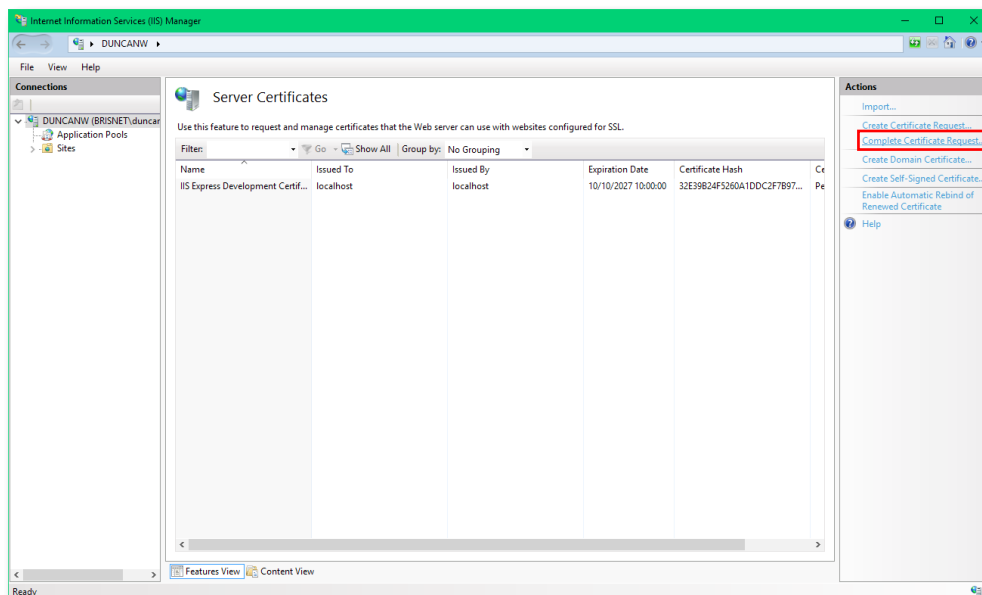 Internet Information Services (IIS) Manager
DUNCANW
File View Help
Connections
DUNCANW (BRISNET\duncar
Application Pools
Sites
Server Certificates
Use this feature to request and manage certificates that the Web server can use with websites configured for SSL.
Filter: Go Show All Group by: No Grouping
Name Issued To Issued By Expiration Date Certificate Hash Ce
IIS Express Development Certif... localhost localhost 10/10/2027 10:00:00 32E39B24F5260A1DDC2F7B97... Pe
Features View Content View
Actions
Import...
Create Certificate Request...
Complete Certificate Request...
Create Domain Certificate...
Create Self-Signed Certificate...
Enable Automatic Rebind of
Renewed Certificate
Help
Ready